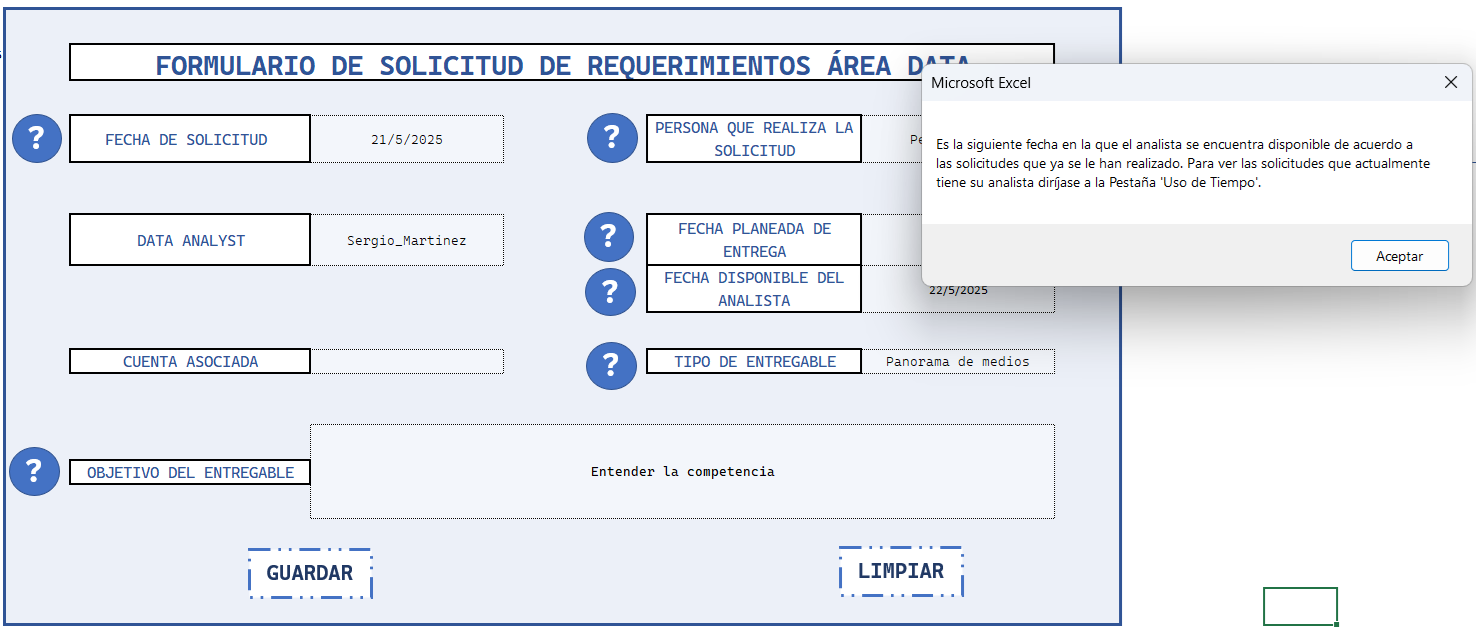 FORMULARIO DE SOLICITUD DE REQUERIMIENTOS ÁREA DATA
Microsoft Excel
Es la siguiente fecha en la que el analista se encuentra disponible de acuerdo a
las solicitudes que ya se le han realizado. Para ver las solicitudes que actualmente
tiene su analista diríjase a la Pestaña 'Uso de Tiempo'.
Aceptar
?
FECHA DE SOLICITUD
21/5/2025
?
PERSONA QUE REALIZA LA
SOLICITUD
DATA ANALYST
Sergio_Martinez
?
FECHA PLANEADA DE
ENTREGA
?
FECHA DISPONIBLE DEL
ANALISTA
22/5/2025
CUENTA ASOCIADA
?
TIPO DE ENTREGABLE
Panorama de medios
?
OBJETIVO DEL ENTREGABLE
Entender la competencia
GUARDAR
LIMPIAR